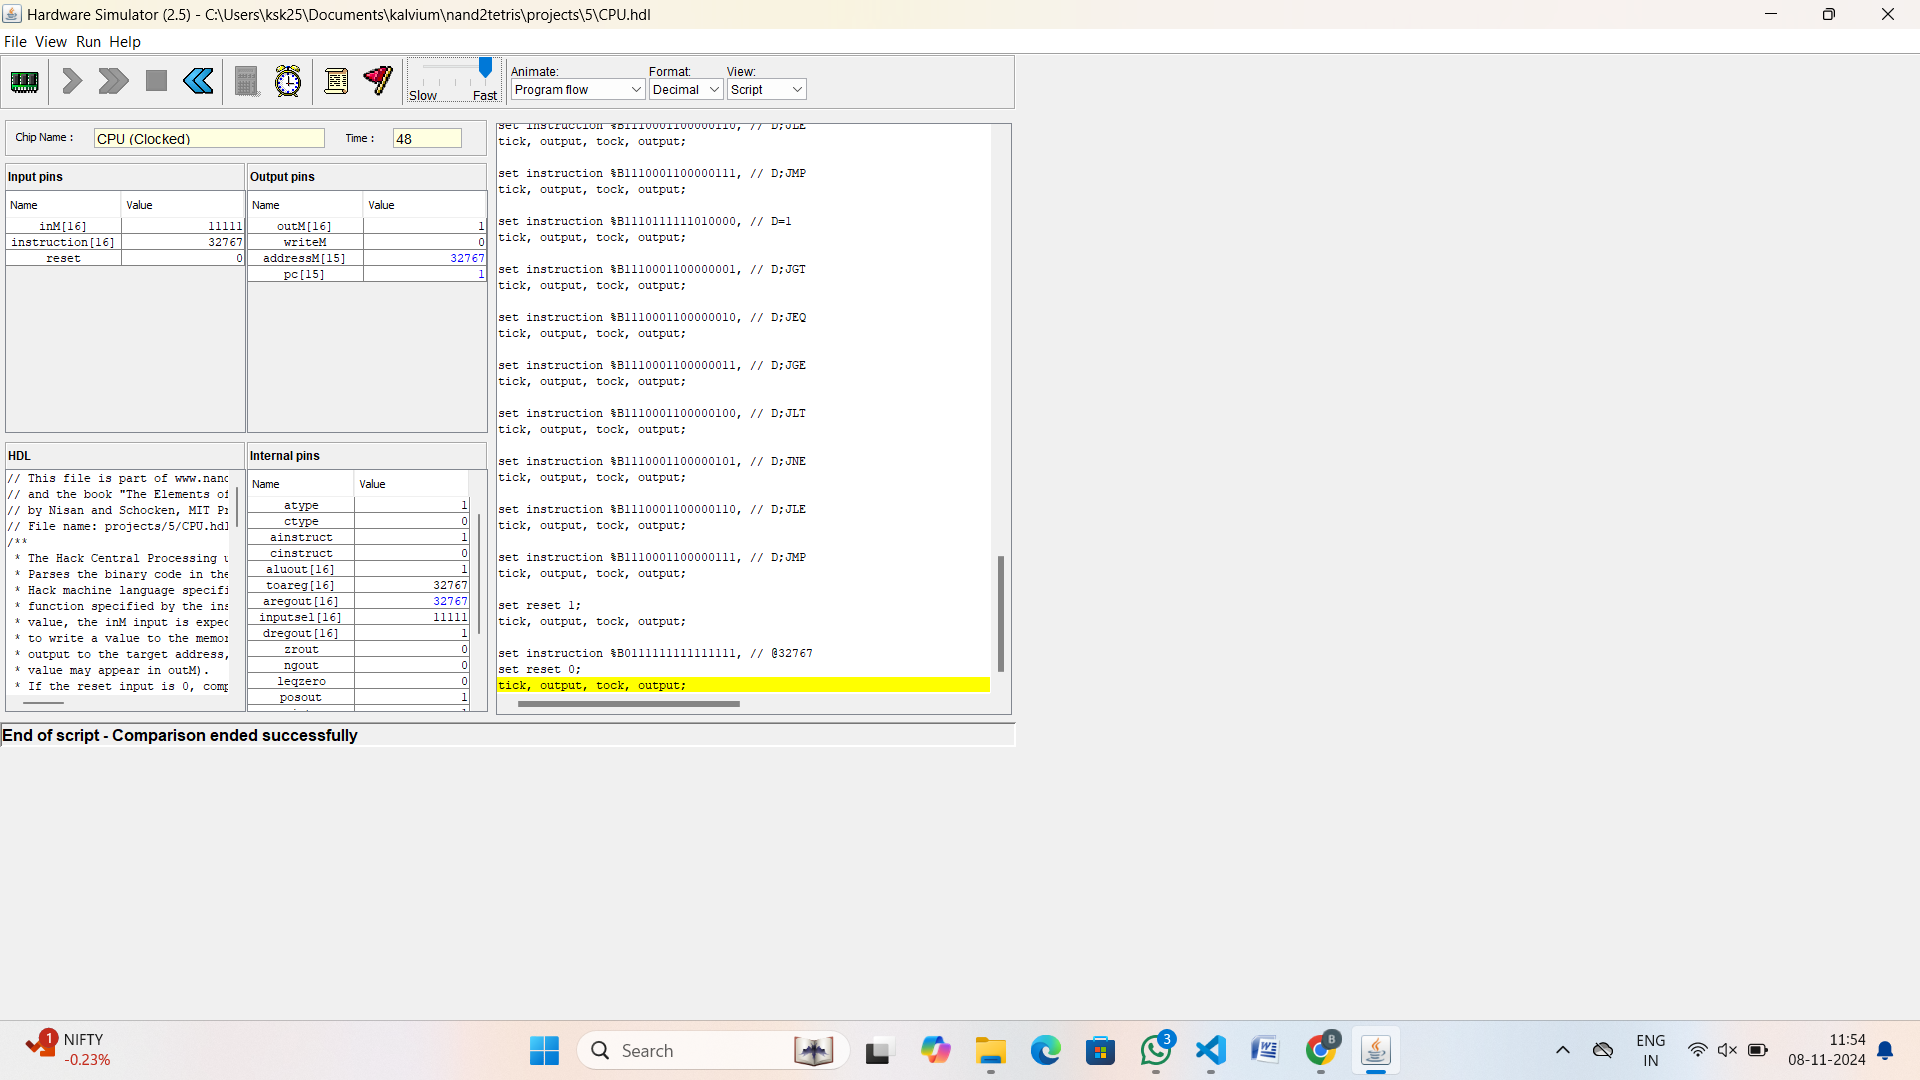 Hardware Simulator (2.5) - C:\Users\ksk25\Documents\kalvium\nand2tetris\projects\5\CPU.hdl
File View Run Help
Animate: Format: View:
Program flow Decimal Script
Slow Fast
Chip Name : CPU (Clocked) Time : 48
Input pins
Name Value
inM[16] 11111
instruction[16] 32767
reset 0
Output pins
Name Value
outM[16] 1
writeM 0
addressM[15] 32767
pc[15] 1
HDL
// This file is part of www.nand
// and the book "The Elements of
// by Nisan and Schocken, MIT Pr
// File name: projects/5/CPU.hdl
/**
* The Hack Central Processing u
* Parses the binary code in the
* Hack machine language specifi
* function specified by the ins
* value, the inM input is expec
* to write a value to the memor
* output to the target address,
* value may appear in outM).
* If the reset input is 0, comp
Internal pins
Name Value
atype 1
ctype 0
ainstruct 1
cinstruct 0
aluout[16] 1
toareg[16] 32767
aregout[16] 32767
inputsel[16] 11111
dregout[16] 1
zrout 0
ngout 0
leqzero 0
posout 1
set instruction %B1110001100000110, // D;JLE
tick, output, tock, output;
set instruction %B1110001100000111, // D;JMP
tick, output, tock, output;
set instruction %B1110111111010000, // D=1
tick, output, tock, output;
set instruction %B1110001100000001, // D;JGT
tick, output, tock, output;
set instruction %B1110001100000010, // D;JEQ
tick, output, tock, output;
set instruction %B1110001100000011, // D;JGE
tick, output, tock, output;
set instruction %B1110001100000100, // D;JLT
tick, output, tock, output;
set instruction %B1110001100000101, // D;JNE
tick, output, tock, output;
set instruction %B1110001100000110, // D;JLE
tick, output, tock, output;
set instruction %B1110001100000111, // D;JMP
tick, output, tock, output;
set reset 1;
tick, output, tock, output;
set instruction %B0111111111111111, // @32767
set reset 0;
tick, output, tock, output;
End of script - Comparison ended successfully
1
NIFTY
-0.23%
Search
3
B
ENG
IN
11:54
08-11-2024